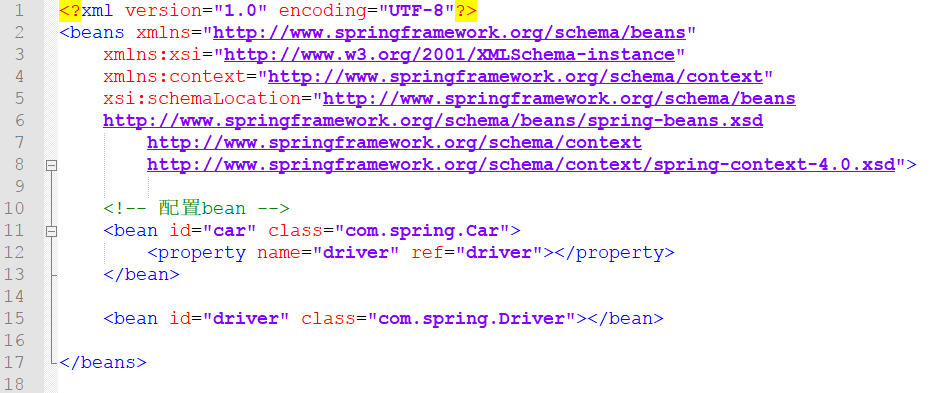 1 <?xml version="1.0" encoding="UTF-8"?>
2 <beans xmlns="http://www.springframework.org/schema/beans"
3     xmlns:xsi="http://www.w3.org/2001/XMLSchema-instance"
4     xmlns:context="http://www.springframework.org/schema/context"
5     xsi:schemaLocation="http://www.springframework.org/schema/beans
6     http://www.springframework.org/schema/beans/spring-beans.xsd
7         http://www.springframework.org/schema/context
8         http://www.springframework.org/schema/context/spring-context-4.0.xsd">
9
10     <!-- 配置bean -->
11     <bean id="car" class="com.spring.Car">
12         <property name="driver" ref="driver"></property>
13     </bean>
14
15     <bean id="driver" class="com.spring.Driver"></bean>
16
17 </beans>
18